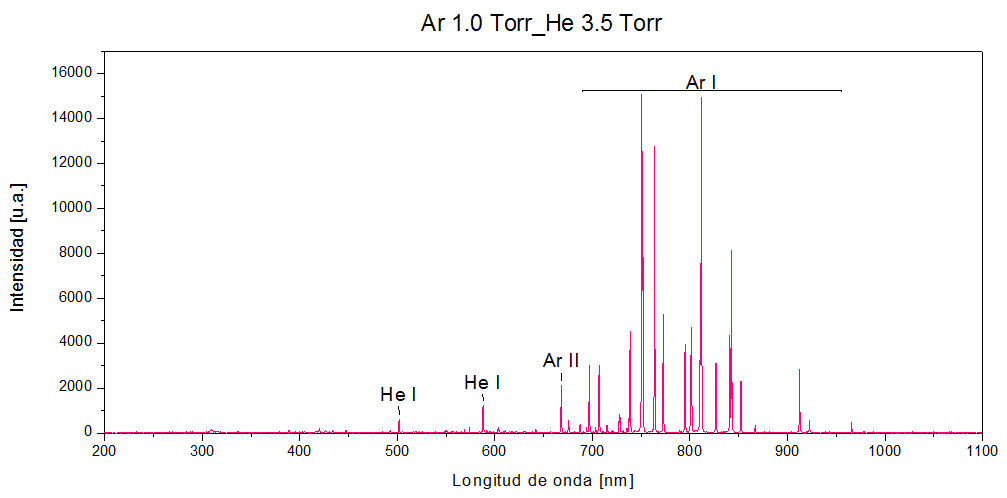 Ar 1.0 Torr_He 3.5 Torr
16000
14000
12000
10000
8000
6000
4000
2000
0
Intensidad [u.a.]
Ar I
Ar II
He I
He I
200
300
400
500
600
700
800
900
1000
1100
Longitud de onda [nm]